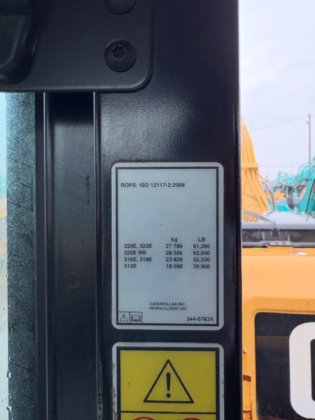 ROPS: ISO 12117-2:2008
kg LB
320E, 323E 27 786 61,260
320E RR 28 506 62,840
316E, 318E 23 829 52,530
312E 18 098 39,900
CATERPILLAR INC.
PEORIA ILLINOIS USA
344-0783X
C